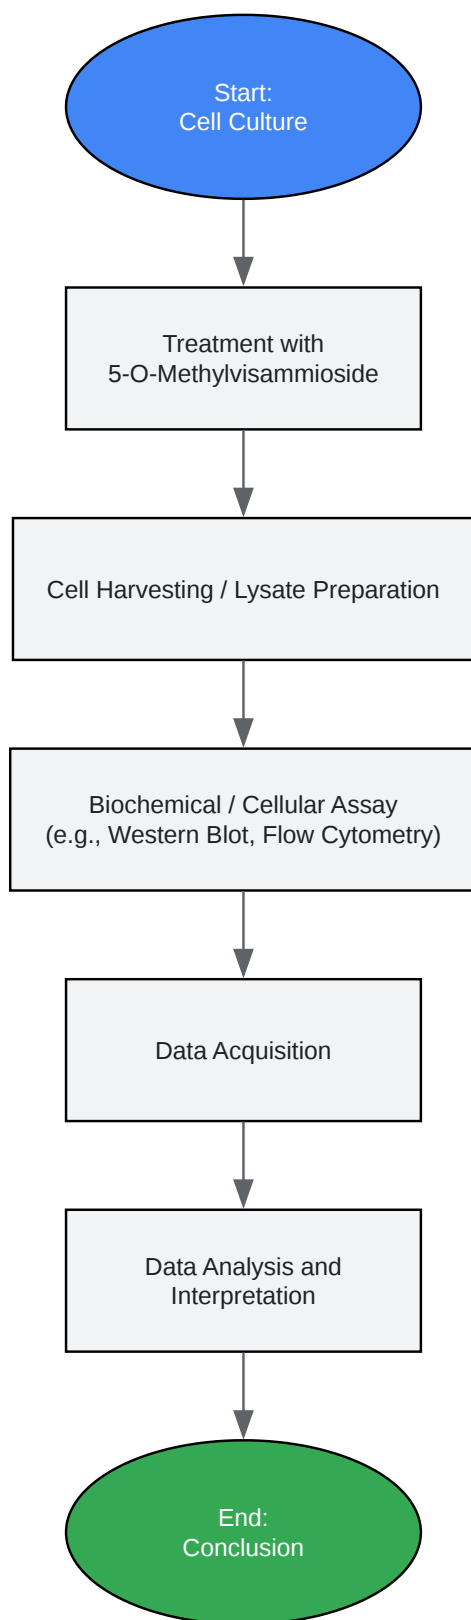 Start:
Cell Culture
Treatment with
5-O-Methylvisammioside
Cell Harvesting / Lysate Preparation
Biochemical / Cellular Assay
(e.g., Western Blot, Flow Cytometry)
Data Acquisition
Data Analysis and
Interpretation
End:
Conclusion